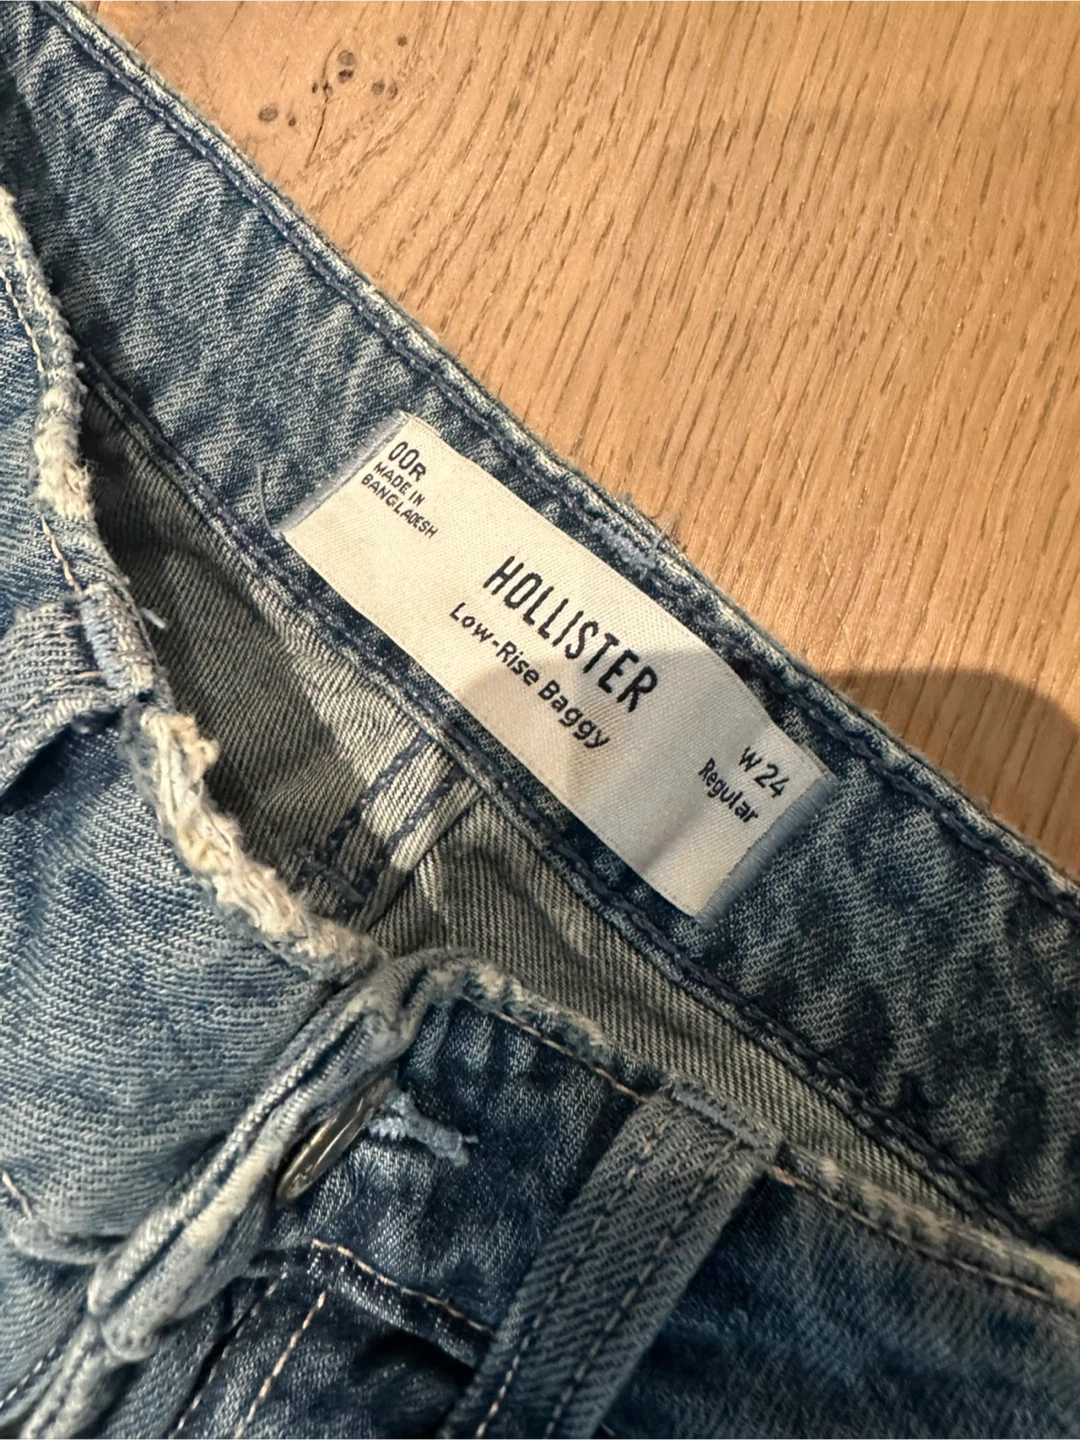 00R
MADE IN
BANGLADESH
HOLLISTER
Low-Rise Baggy
W 24
Regular